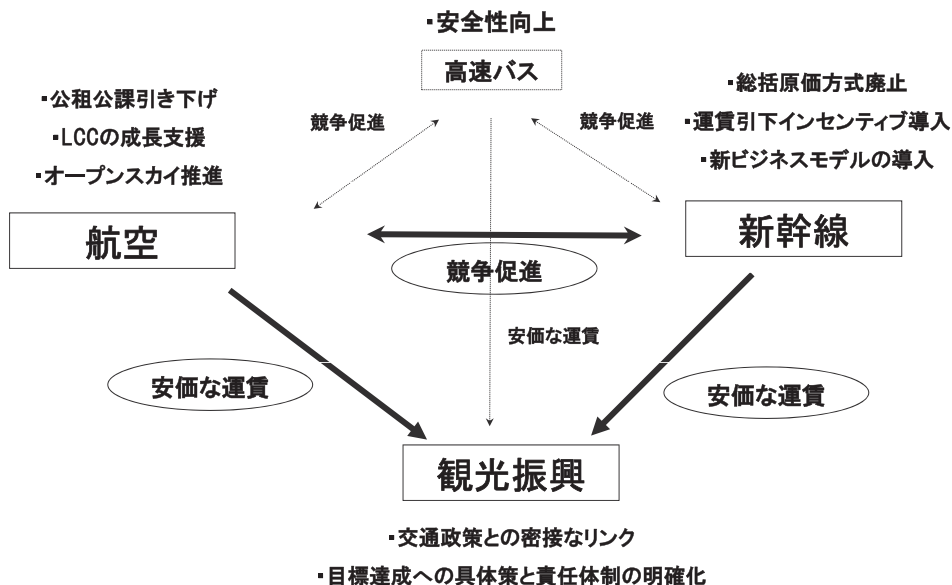 ・安全性向上
高速バス
・公租公課引き下げ
・LCCの成長支援
・オープンスカイ推進
競争促進
競争促進
・総括原価方式廃止
・運賃引下インセンティブ導入
・新ビジネスモデルの導入
航空
新幹線
競争促進
安価な運賃
安価な運賃
安価な運賃
観光振興
・交通政策との密接なリンク
・目標達成への具体策と責任体制の明確化